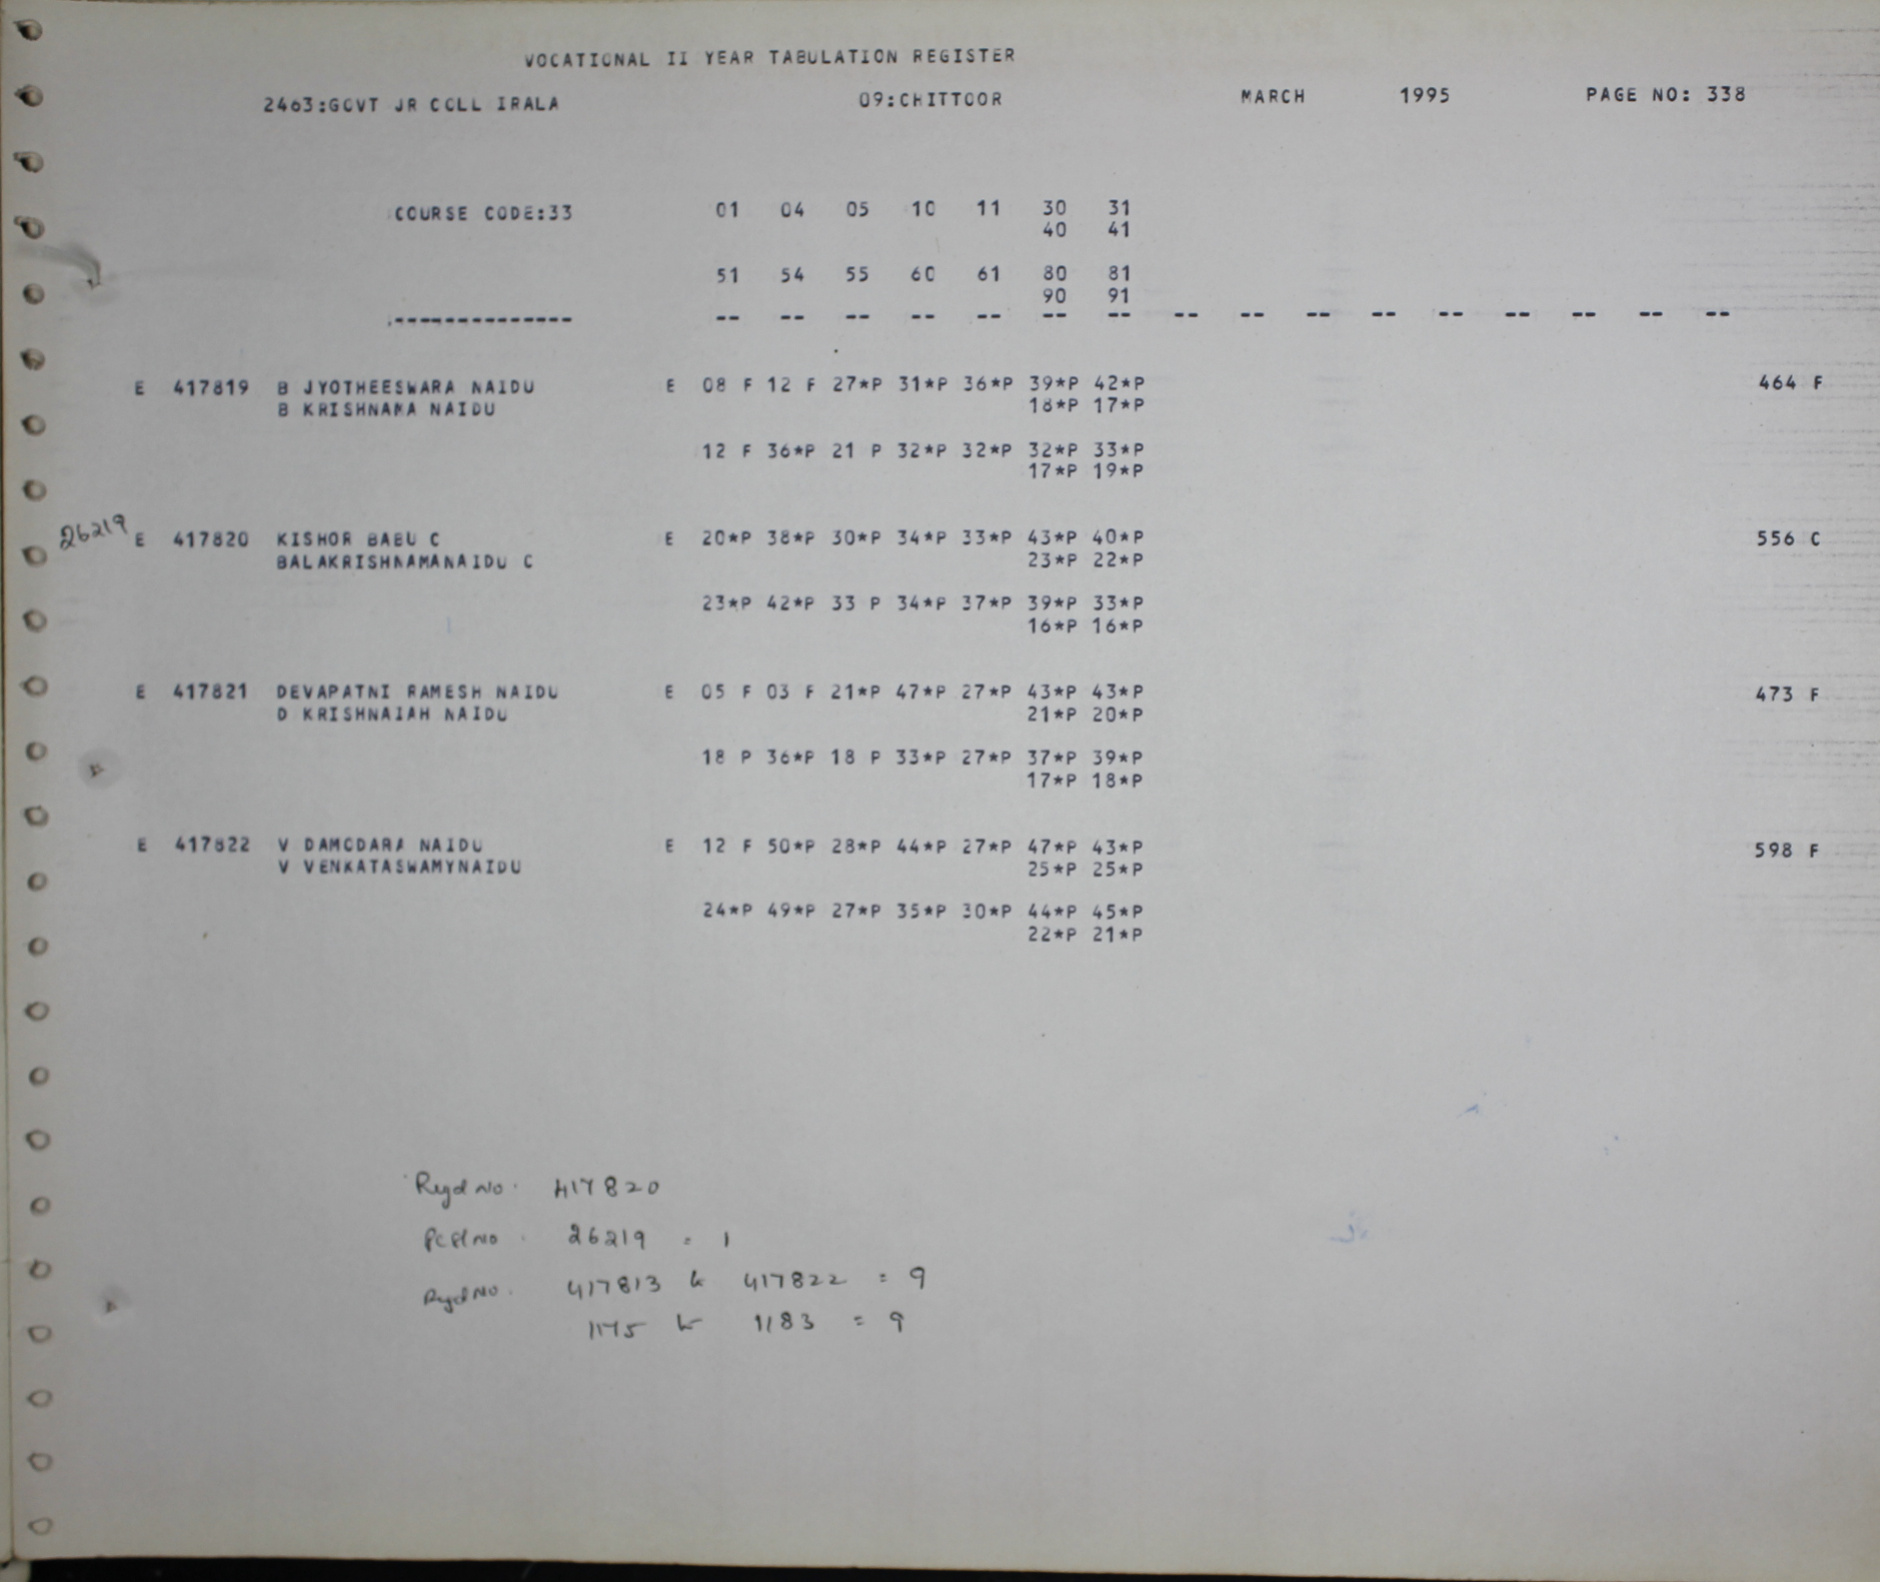 VOCATIONAL II YEAR TABULATION REGISTER
2463:GOVT JR COLL IRALA 09:CHITTOOR MARCH 1995 PAGE NO: 338
COURSE CODE:33 01 04 05 10 11 30 31
40 41
51 54 55 60 61 80 81
90 91
-------------- -- -- -- -- -- -- -- -- -- -- -- -- -- -- -- --
E 417819 B JYOTHEESWARA NAIDU E 08 F 12 F 27*P 31*P 36*P 39*P 42*P 464 F
B KRISHNAMA NAIDU 18*P 17*P
12 F 36*P 21 P 32*P 32*P 32*P 33*P
17*P 19*P
26219 E 417820 KISHOR BABU C E 20*P 38*P 30*P 34*P 33*P 43*P 40*P 556 C
BALAKRISHNAMANAIDU C 23*P 22*P
23*P 42*P 33 P 34*P 37*P 39*P 33*P
16*P 16*P
E 417821 DEVAPATNI RAMESH NAIDU E 05 F 03 F 21*P 47*P 27*P 43*P 43*P 473 F
D KRISHNAIAH NAIDU 21*P 20*P
18 P 36*P 18 P 33*P 27*P 37*P 39*P
17*P 18*P
E 417822 V DAMODARA NAIDU E 12 F 50*P 28*P 44*P 27*P 47*P 43*P 598 F
V VENKATASWAMYNAIDU 25*P 25*P
24*P 49*P 27*P 35*P 30*P 44*P 45*P
22*P 21*P
Regd No. 417820
No. 26219 = 1
Regd No. 417813 to 417822 = 9
1175 to 1183 = 9